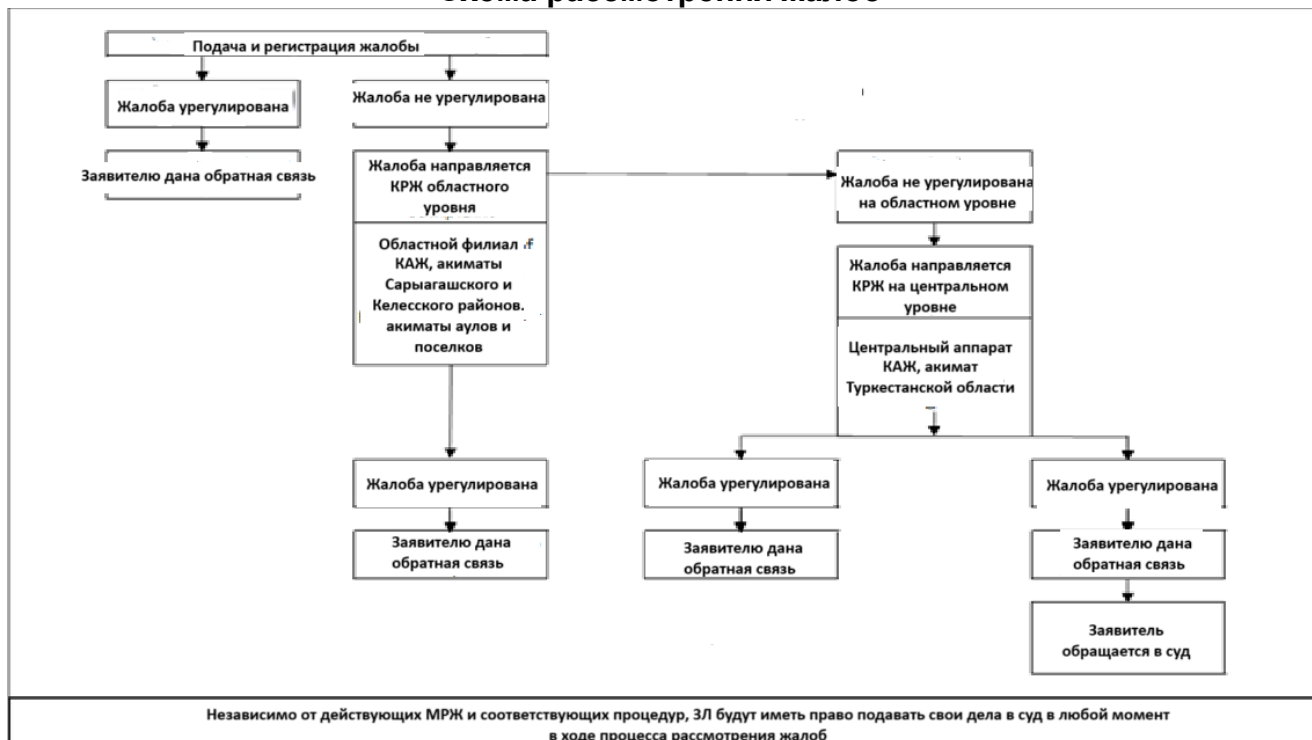 Подача и регистрация жалобы
Жалоба урегулирована
Жалоба не урегулирована
Заявителю дана обратная связь
Жалоба направляется
КРЖ областного
уровня
Жалоба не урегулирована
на областном уровне
Областной филиал
КАЖ, акиматы
Сарыагашского и
Келесского районов.
акиматы аулов и
поселков
Жалоба направляется
КРЖ на центральном
уровне
Центральный аппарат
КАЖ, акимат
Туркестанской области
Жалоба урегулирована
Жалоба урегулирована
Жалоба урегулирована
Заявителю дана
обратная связь
Заявителю дана
обратная связь
Заявителю дана
обратная связь
Заявитель
обращается в суд
Независимо от действующих МРЖ и соответствующих процедур, ЗЛ будут иметь право подавать свои дела в суд в любой момент
в ходе процесса рассмотрения жалоб